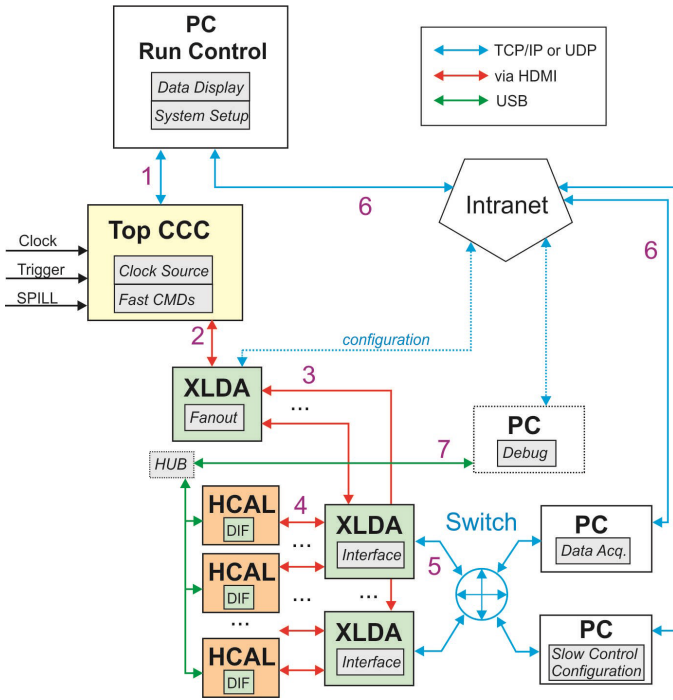 PC
Run Control
Data Display
System Setup
TCP/IP or UDP
via HDMI
USB
1
6
Intranet
6
Top CCC
Clock
Trigger
SPILL
Clock Source
Fast CMDs
2
configuration
XLDA
Fanout
3
...
PC
Debug
7
HUB
HCAL
DIF
4
...
XLDA
Interface
Switch
5
PC
Data Acq.
HCAL
DIF
...
...
HCAL
DIF
...
XLDA
Interface
PC
Slow Control
Configuration